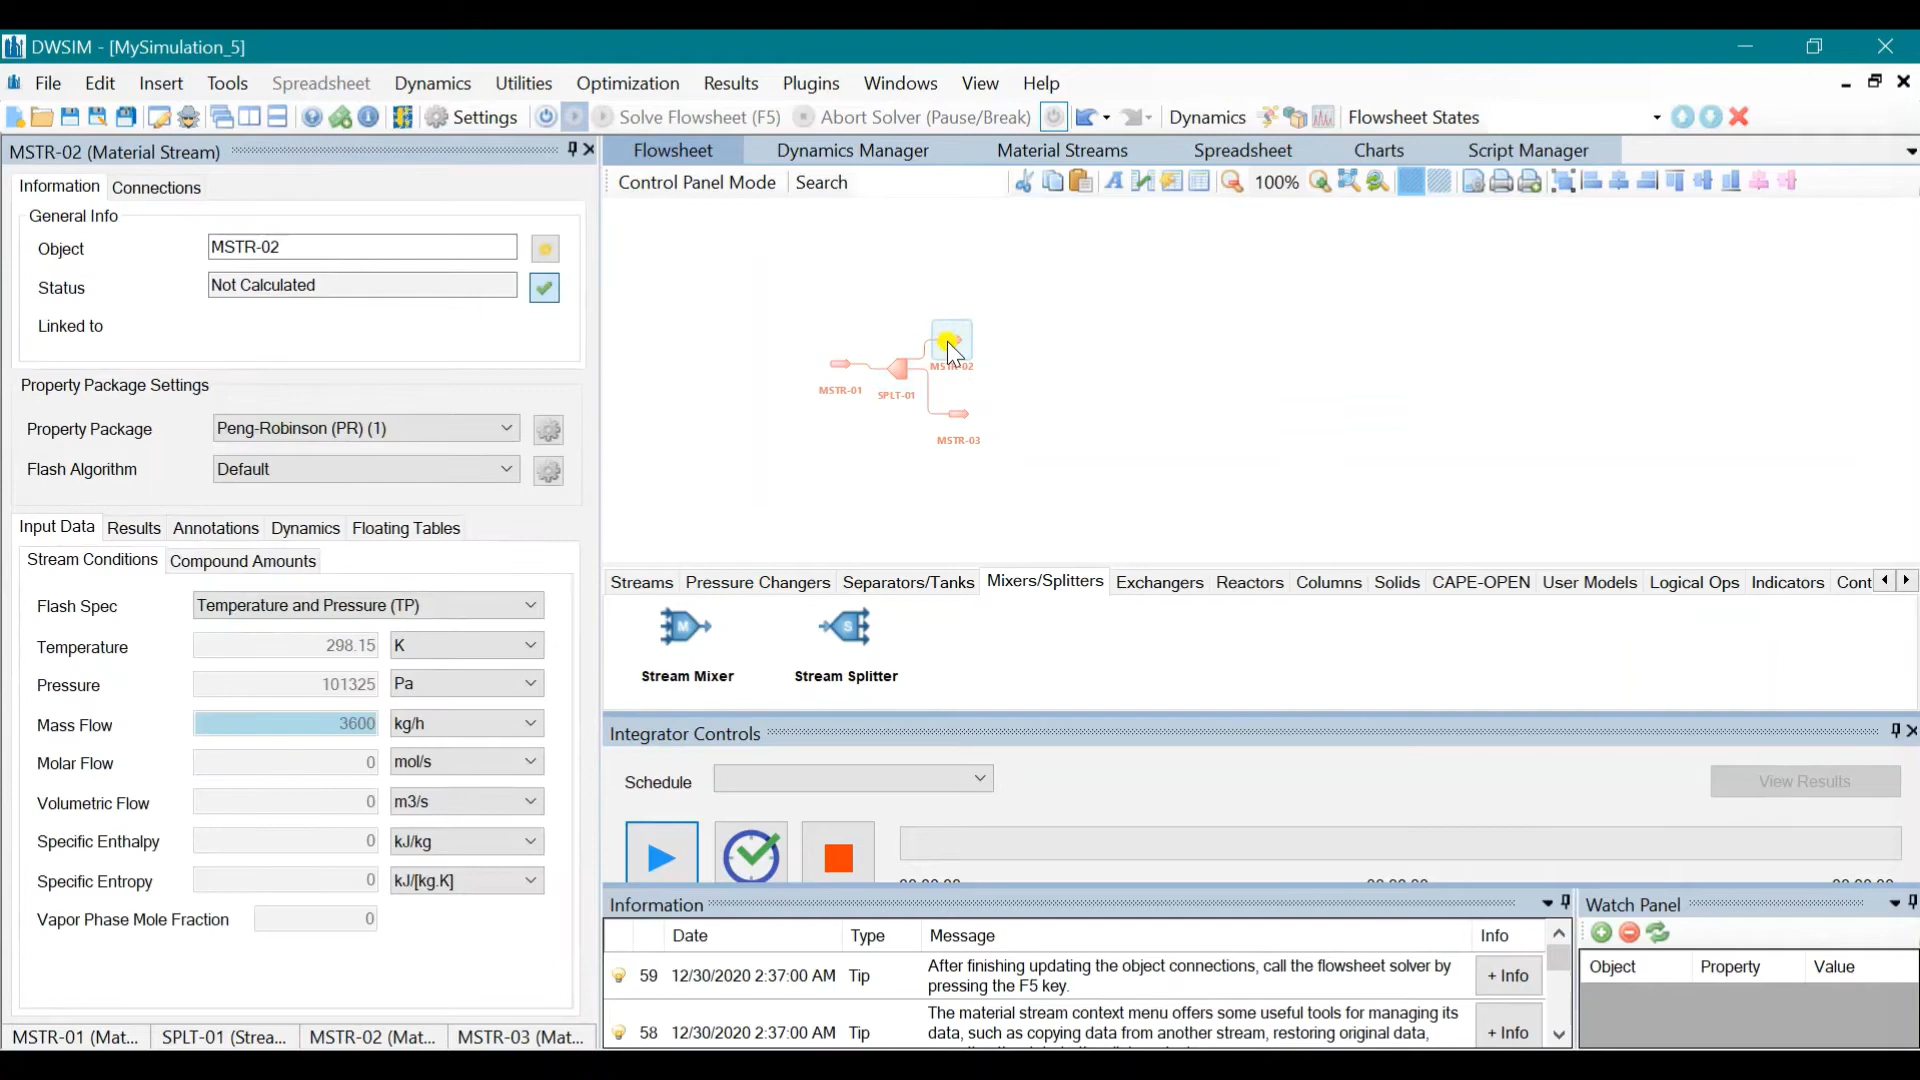 DWSIM - [MySimulation_5]
File Edit Insert Tools Spreadsheet Dynamics Utilities Optimization Results Plugins Windows View Help
Settings Solve Flowsheet (F5) Abort Solver (Pause/Break) Dynamics Flowsheet States
MSTR-02 (Material Stream)
Information Connections
General Info
Object MSTR-02
Status Not Calculated
Linked to
Property Package Settings
Property Package Peng-Robinson (PR) (1)
Flash Algorithm Default
Input Data Results Annotations Dynamics Floating Tables
Stream Conditions Compound Amounts
Flash Spec Temperature and Pressure (TP)
Temperature 298.15 K
Pressure 101325 Pa
Mass Flow 3600 kg/h
Molar Flow 0 mol/s
Volumetric Flow 0 m3/s
Specific Enthalpy 0 kJ/kg
Specific Entropy 0 kJ/[kg.K]
Vapor Phase Mole Fraction 0
MSTR-01 (Mat... SPLT-01 (Strea... MSTR-02 (Mat... MSTR-03 (Mat...
Flowsheet Dynamics Manager Material Streams Spreadsheet Charts Script Manager
Control Panel Mode Search 100%
MSTR-02
MSTR-01 SPLT-01
MSTR-03
Streams Pressure Changers Separators/Tanks Mixers/Splitters Exchangers Reactors Columns Solids CAPE-OPEN User Models Logical Ops Indicators Cont
M S
Stream Mixer Stream Splitter
Integrator Controls
Schedule View Results
Information
Date Type Message Info
59 12/30/2020 2:37:00 AM Tip After finishing updating the object connections, call the flowsheet solver by
pressing the F5 key. + Info
58 12/30/2020 2:37:00 AM Tip The material stream context menu offers some useful tools for managing its
data, such as copying data from another stream, restoring original data, + Info
Watch Panel
Object Property Value